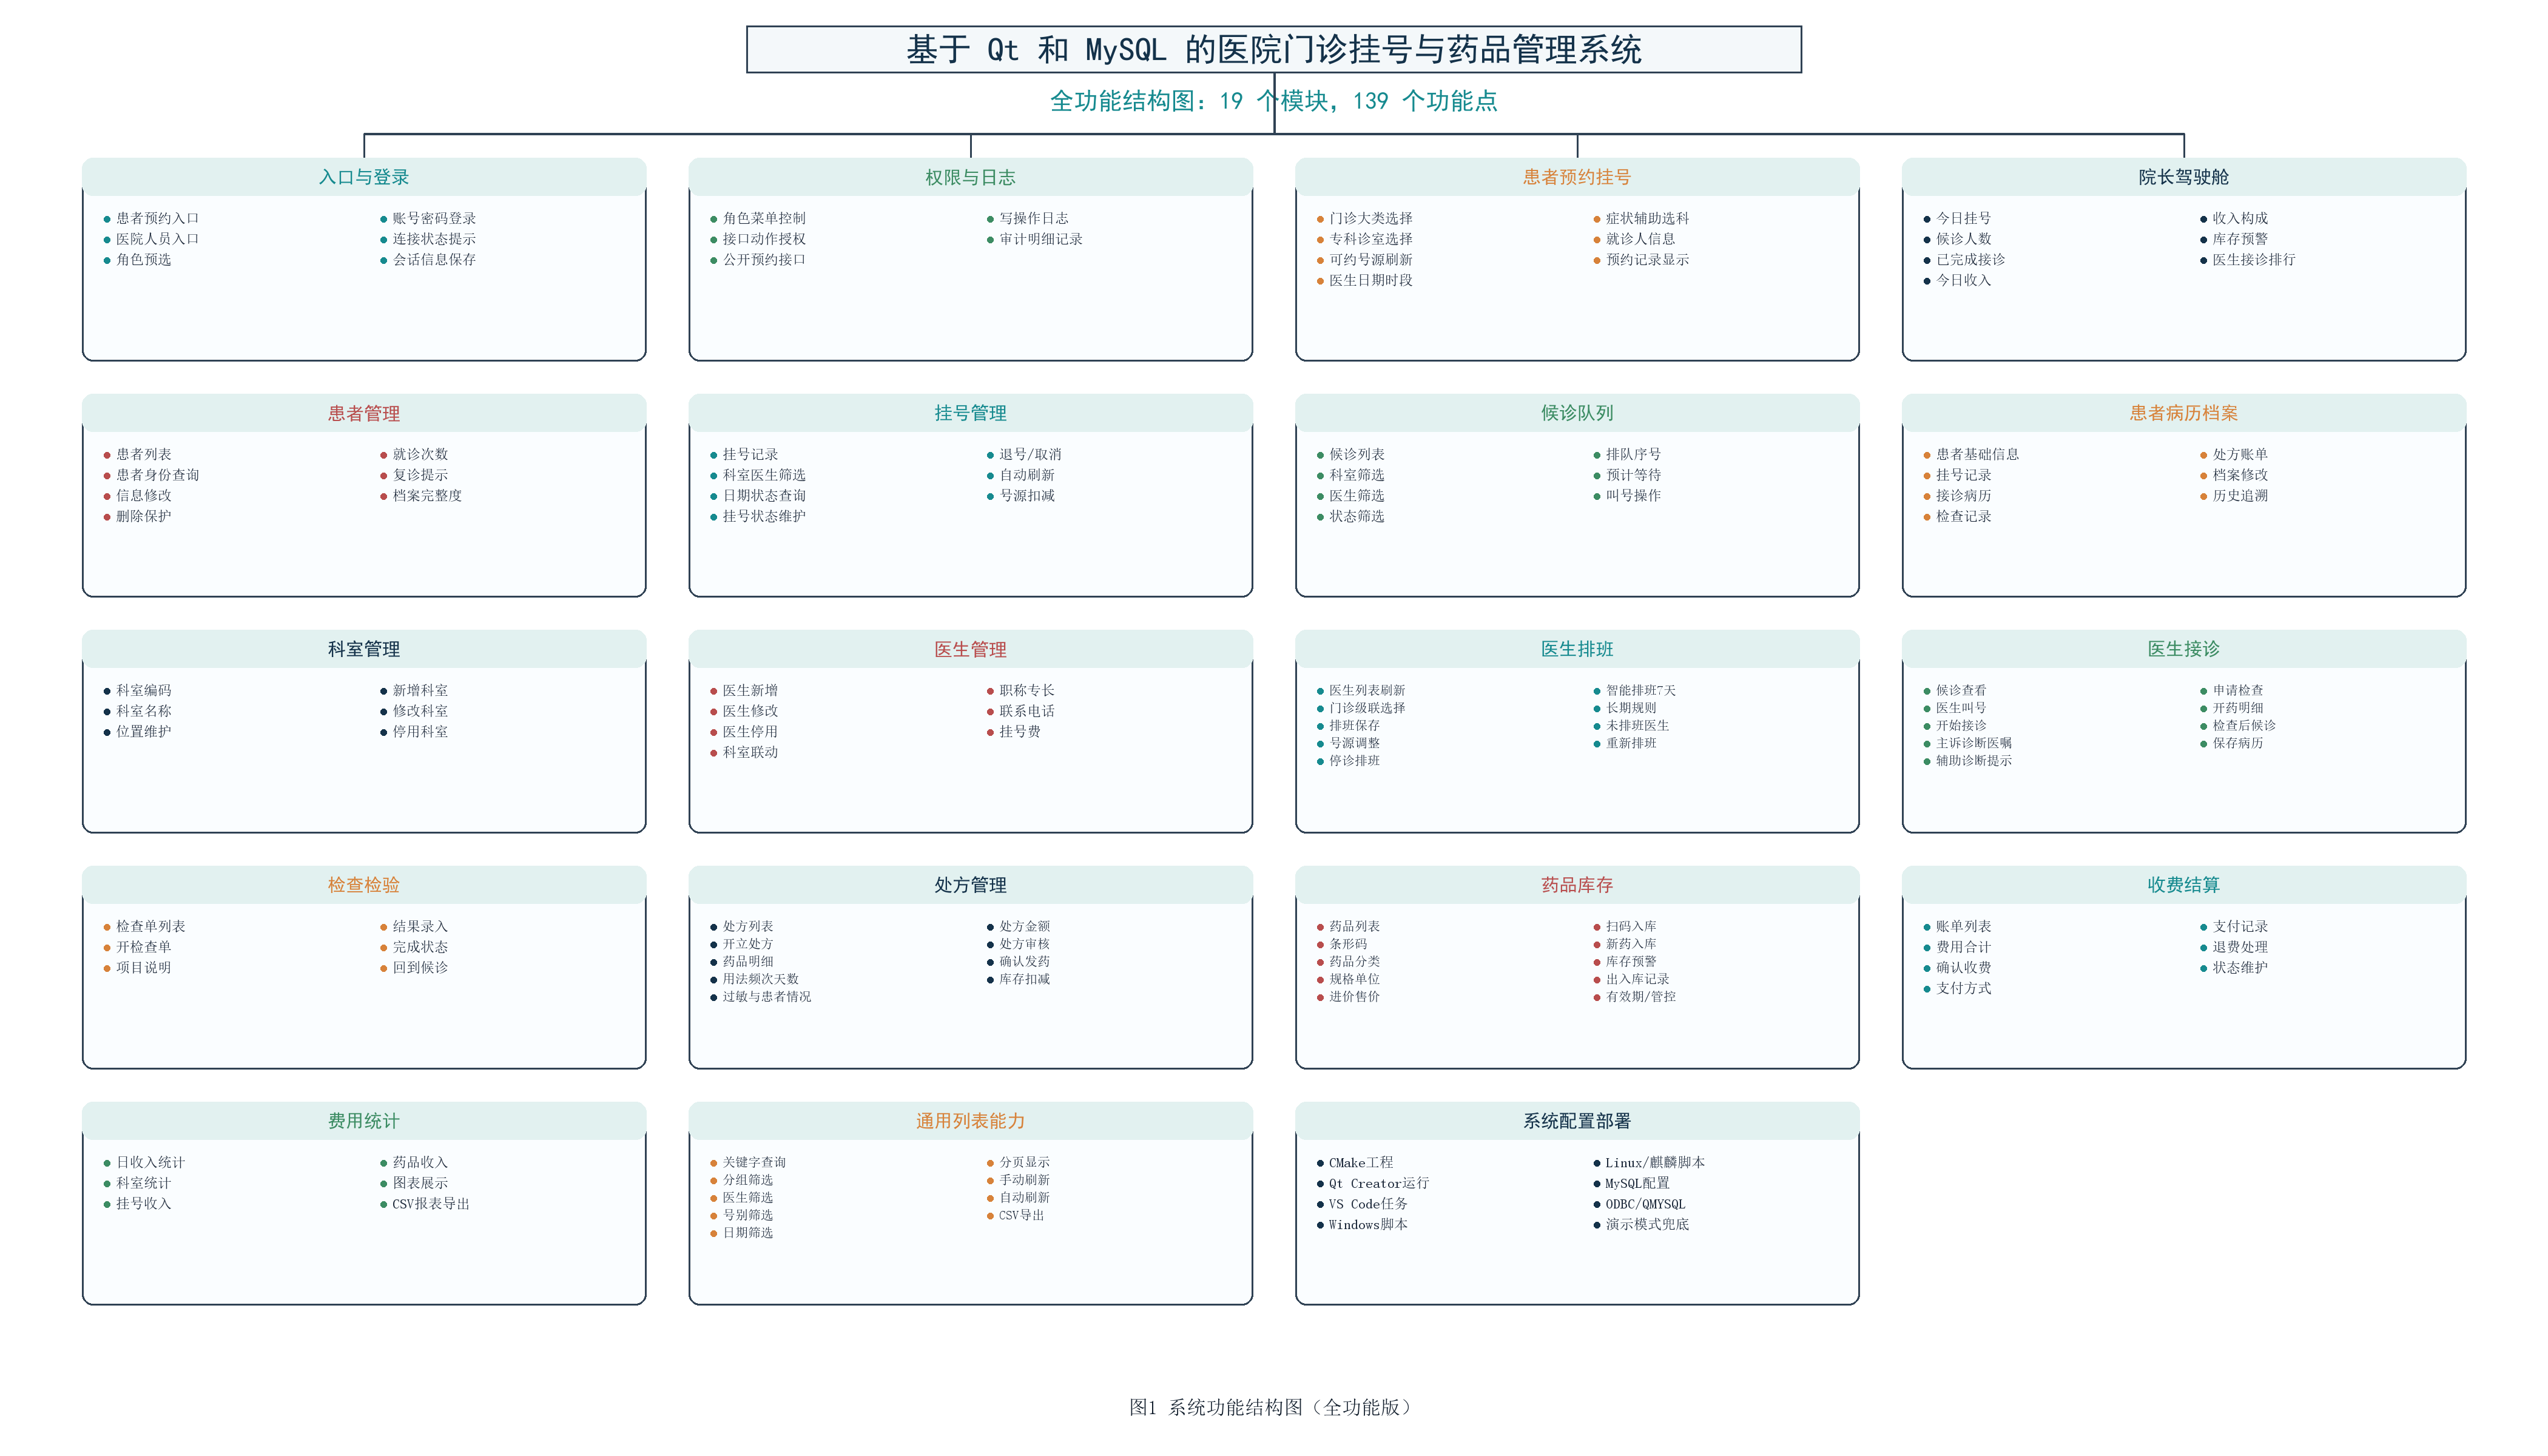 基于 Qt 和 MySQL 的医院门诊挂号与药品管理系统
全功能结构图：19 个模块，139 个功能点
入口与登录
患者预约入口
医院人员入口
角色预选
账号密码登录
连接状态提示
会话信息保存
权限与日志
角色菜单控制
接口动作授权
公开预约接口
写操作日志
审计明细记录
患者预约挂号
门诊大类选择
专科诊室选择
可约号源刷新
医生日期时段
症状辅助选科
就诊人信息
预约记录显示
院长驾驶舱
今日挂号
候诊人数
已完成接诊
今日收入
收入构成
库存预警
医生接诊排行
患者管理
患者列表
患者身份查询
信息修改
删除保护
就诊次数
复诊提示
档案完整度
挂号管理
挂号记录
科室医生筛选
日期状态查询
挂号状态维护
退号/取消
自动刷新
号源扣减
候诊队列
候诊列表
科室筛选
医生筛选
状态筛选
排队序号
预计等待
叫号操作
患者病历档案
患者基础信息
挂号记录
接诊病历
检查记录
处方账单
档案修改
历史追溯
科室管理
科室编码
科室名称
位置维护
新增科室
修改科室
停用科室
医生管理
医生新增
医生修改
医生停用
科室联动
职称专长
联系电话
挂号费
医生排班
医生列表刷新
门诊级联选择
排班保存
号源调整
停诊排班
智能排班7天
长期规则
未排班医生
重新排班
医生接诊
候诊查看
医生叫号
开始接诊
主诉诊断医嘱
辅助诊断提示
申请检查
开药明细
检查后候诊
保存病历
检查检验
检查单列表
开检查单
项目说明
结果录入
完成状态
回到候诊
处方管理
处方列表
开立处方
药品明细
用法频次天数
过敏与患者情况
处方金额
处方审核
确认发药
库存扣减
药品库存
药品列表
条形码
药品分类
规格单位
进价售价
扫码入库
新药入库
库存预警
出入库记录
有效期/管控
收费结算
账单列表
费用合计
确认收费
支付方式
支付记录
退费处理
状态维护
费用统计
日收入统计
科室统计
挂号收入
药品收入
图表展示
CSV报表导出
通用列表能力
关键字查询
分组筛选
医生筛选
号别筛选
日期筛选
分页显示
手动刷新
自动刷新
CSV导出
系统配置部署
CMake工程
Qt Creator运行
VS Code任务
Windows脚本
Linux/麒麟脚本
MySQL配置
ODBC/QMYSQL
演示模式兜底
图1 系统功能结构图（全功能版）